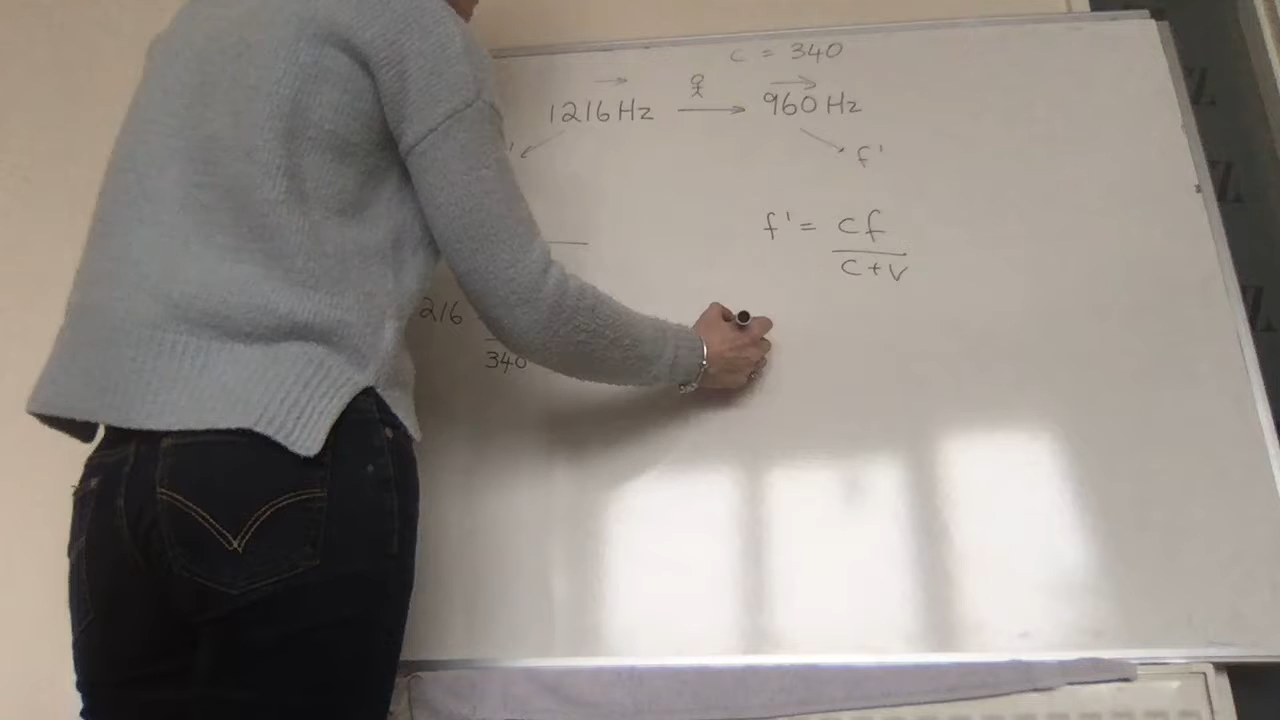 c = 340
1216 Hz → 960 Hz
' f'
f' = cf
c+v
216
340